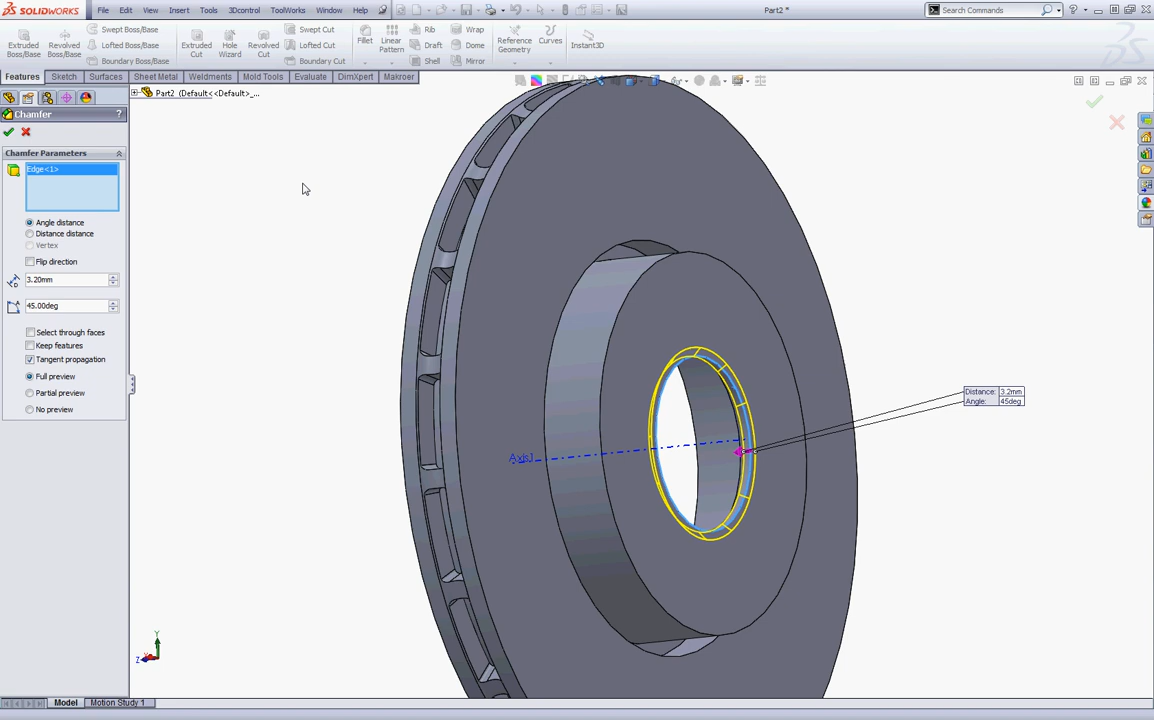 SOLIDWORKS File Edit View Insert Tools 3Dcontrol ToolWorks Window Help Part2 * Search Commands
Extruded Boss/Base
Revolved Boss/Base
Swept Boss/Base
Lofted Boss/Base
Boundary Boss/Base
Extruded Cut
Hole Wizard
Revolved Cut
Swept Cut
Lofted Cut
Boundary Cut
Fillet
Linear Pattern
Rib
Draft
Shell
Wrap
Dome
Mirror
Reference Geometry
Curves
Instant3D
Features Sketch Surfaces Sheet Metal Weldments Mold Tools Evaluate DimXpert Makroer
Part2 (Default<<Default>_...
Chamfer ?
Chamfer Parameters
Edge<1>
Angle distance
Distance distance
Vertex
Flip direction
3.20mm
45.00deg
Select through faces
Keep features
Tangent propagation
Full preview
Partial preview
No preview
Distance: 3.2mm
Angle: 45deg
Axis1
Y
Z
Model Motion Study 1